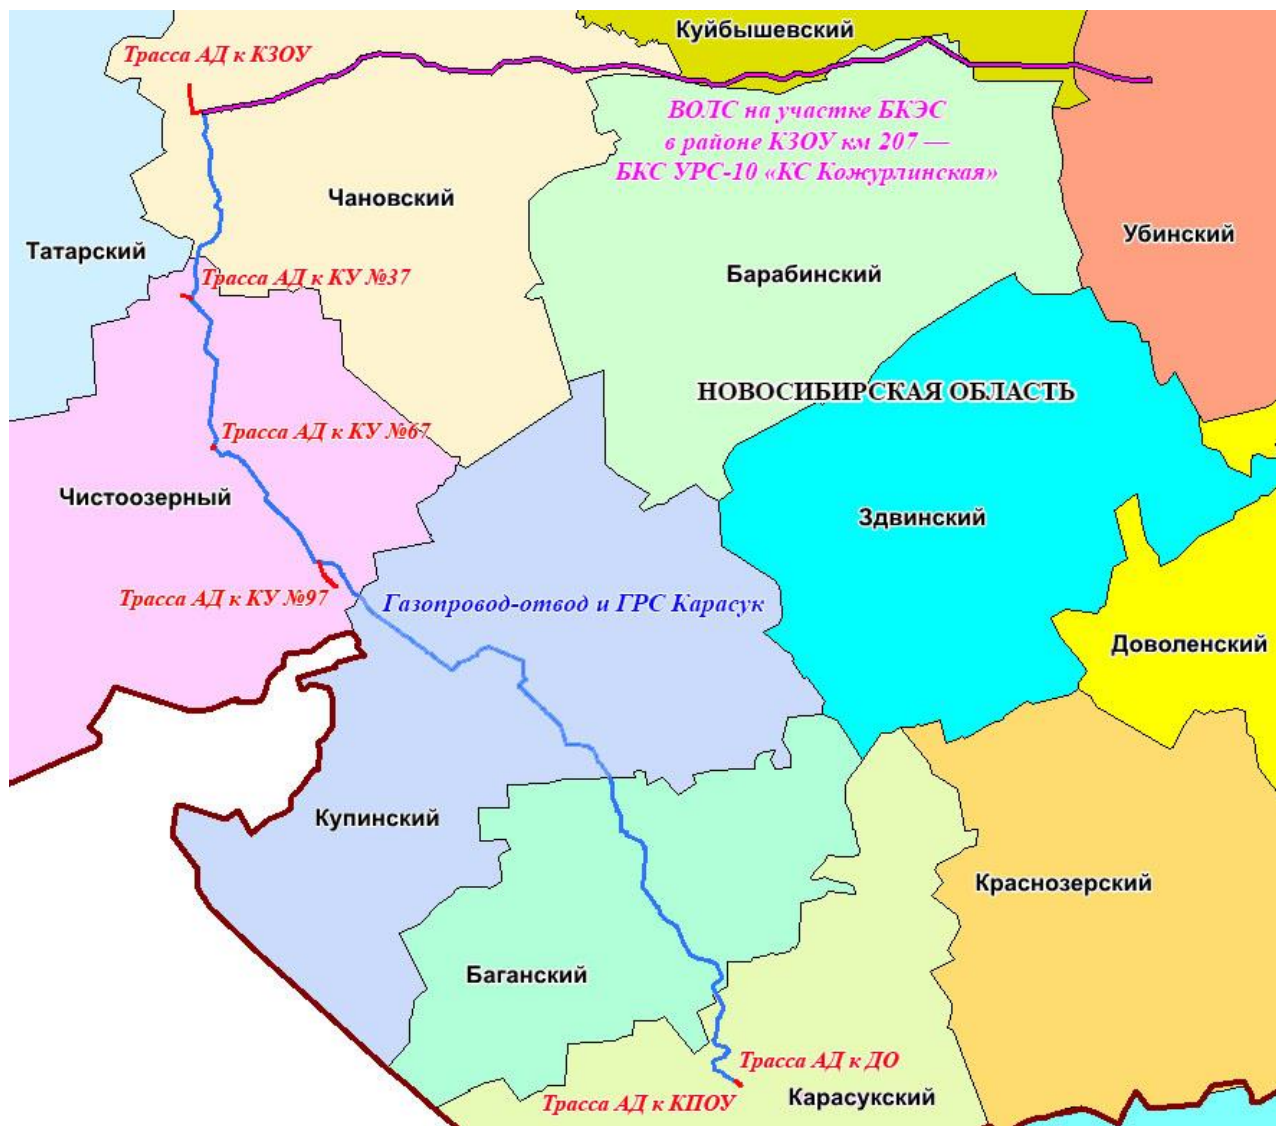 Куйбышевский
Трасса АД к КЗОУ
ВОЛС на участке БКЭС
в районе КЗОУ км 207 —
БКС УРС-10 «КС Кожурлинская»
Чановский
Убинский
Татарский
Барабинский
Трасса АД к КУ №37
НОВОСИБИРСКАЯ ОБЛАСТЬ
Трасса АД к КУ №67
Чистоозерный
Здвинский
Трасса АД к КУ №97
Газопровод-отвод и ГРС Карасук
Доволенский
Купинский
Краснозерский
Баганский
Трасса АД к ДО
Трасса АД к КПОУ
Карасукский